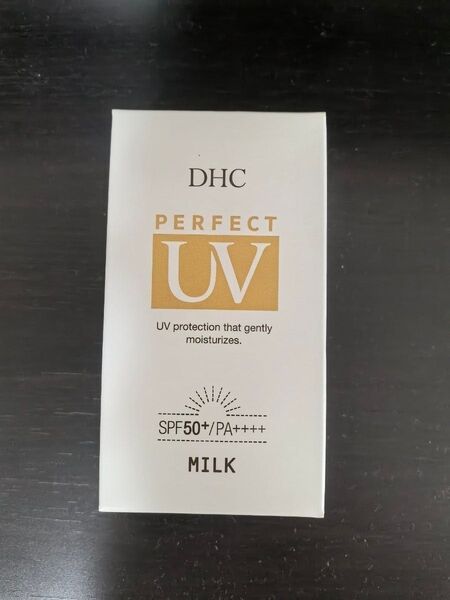 DHC
PERFECT
UV
UV protection that gently
moisturizes.
SPF50+/PA++++
MILK